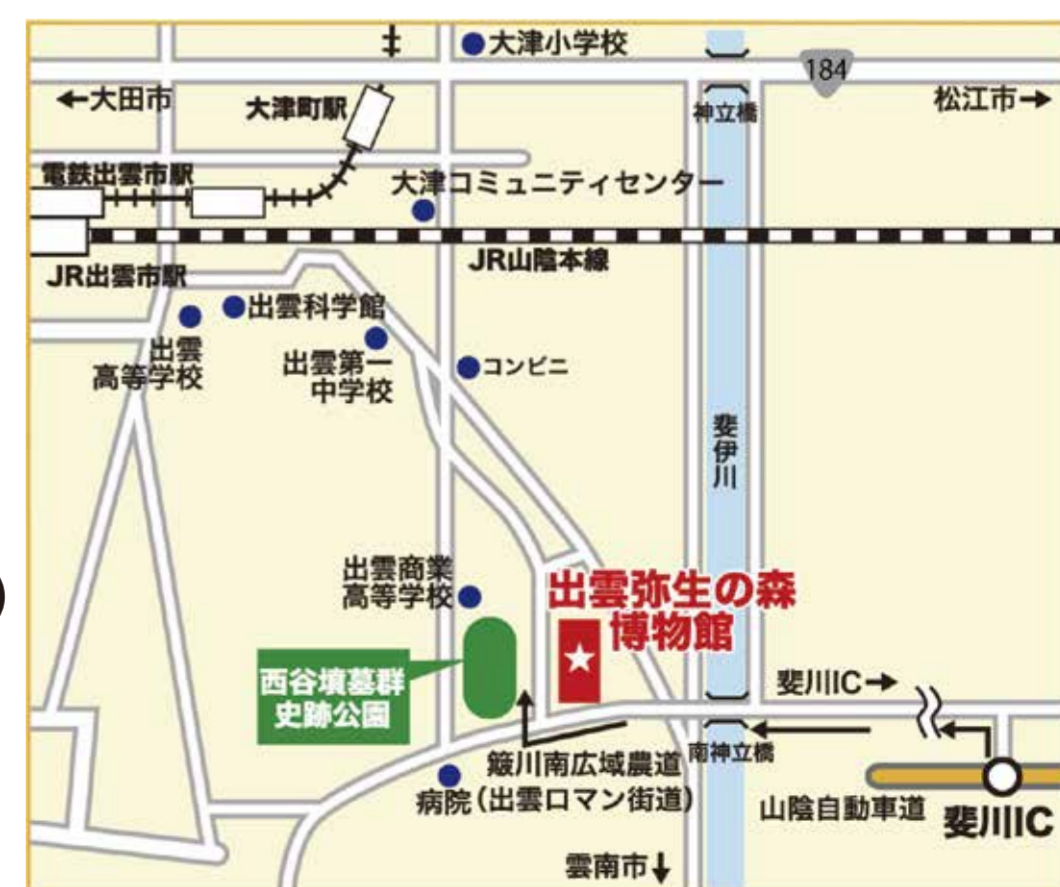 大津小学校
184
←大田市
大津町駅
神立橋
松江市→
電鉄出雲市駅
大津コミュニティセンター
JR出雲市駅
JR山陰本線
出雲科学館
出雲
高等学校
出雲第一
中学校
コンビニ
斐伊川
出雲商業
高等学校
出雲弥生の森
博物館
西谷墳墓群
史跡公園
斐川IC→
簸川南広域農道
(出雲ロマン街道)
南神立橋
病院
山陰自動車道
斐川IC
雲南市↓